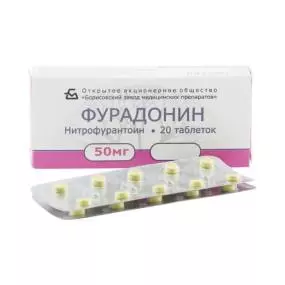 Открытое акционерное общество
«Борисовский завод медицинских препаратов»
ФУРАДОНИН
Нитрофурантоин • 20 таблеток
50мг